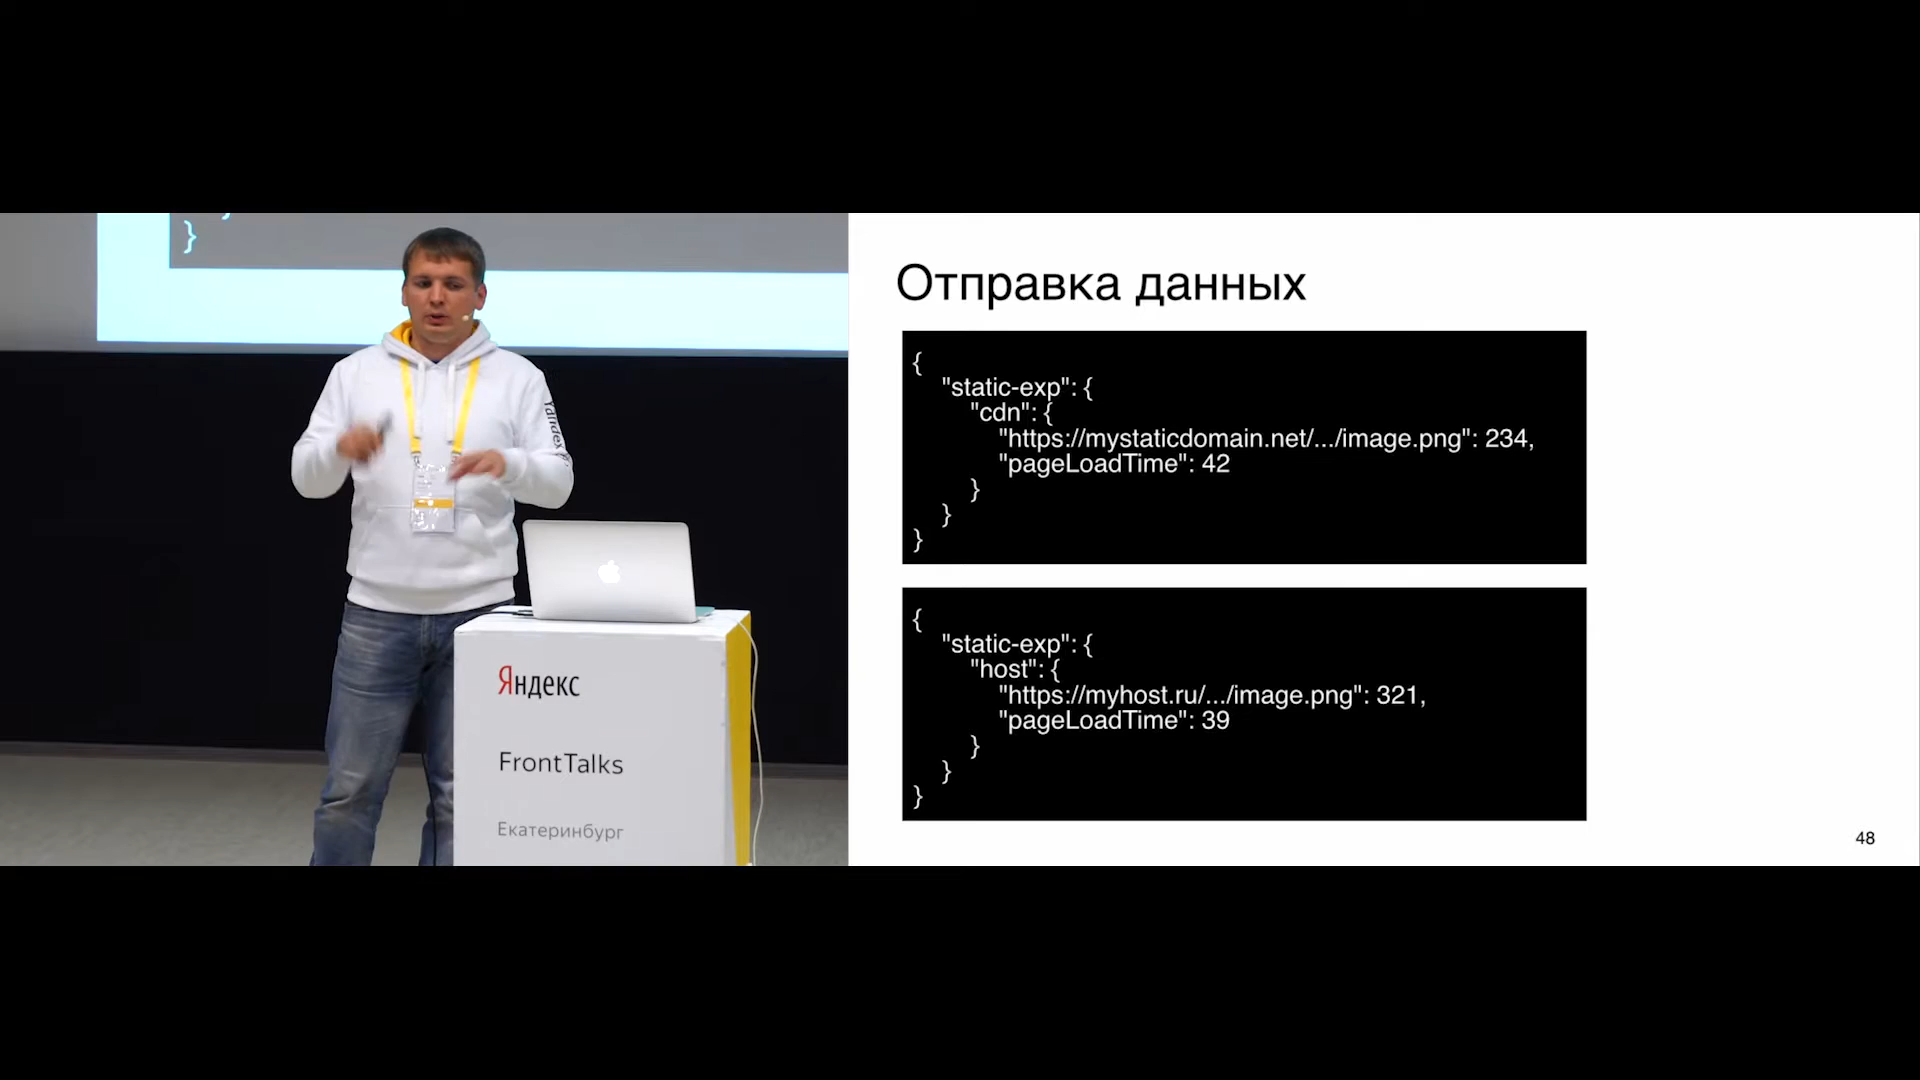 }
Yandex
Яндекс
FrontTalks
Екатеринбург
Отправка данных
{
"static-exp": {
"cdn": {
"https://mystaticdomain.net/.../image.png": 234,
"pageLoadTime": 42
}
}
}
{
"static-exp": {
"host": {
"https://myhost.ru/.../image.png": 321,
"pageLoadTime": 39
}
}
}
48